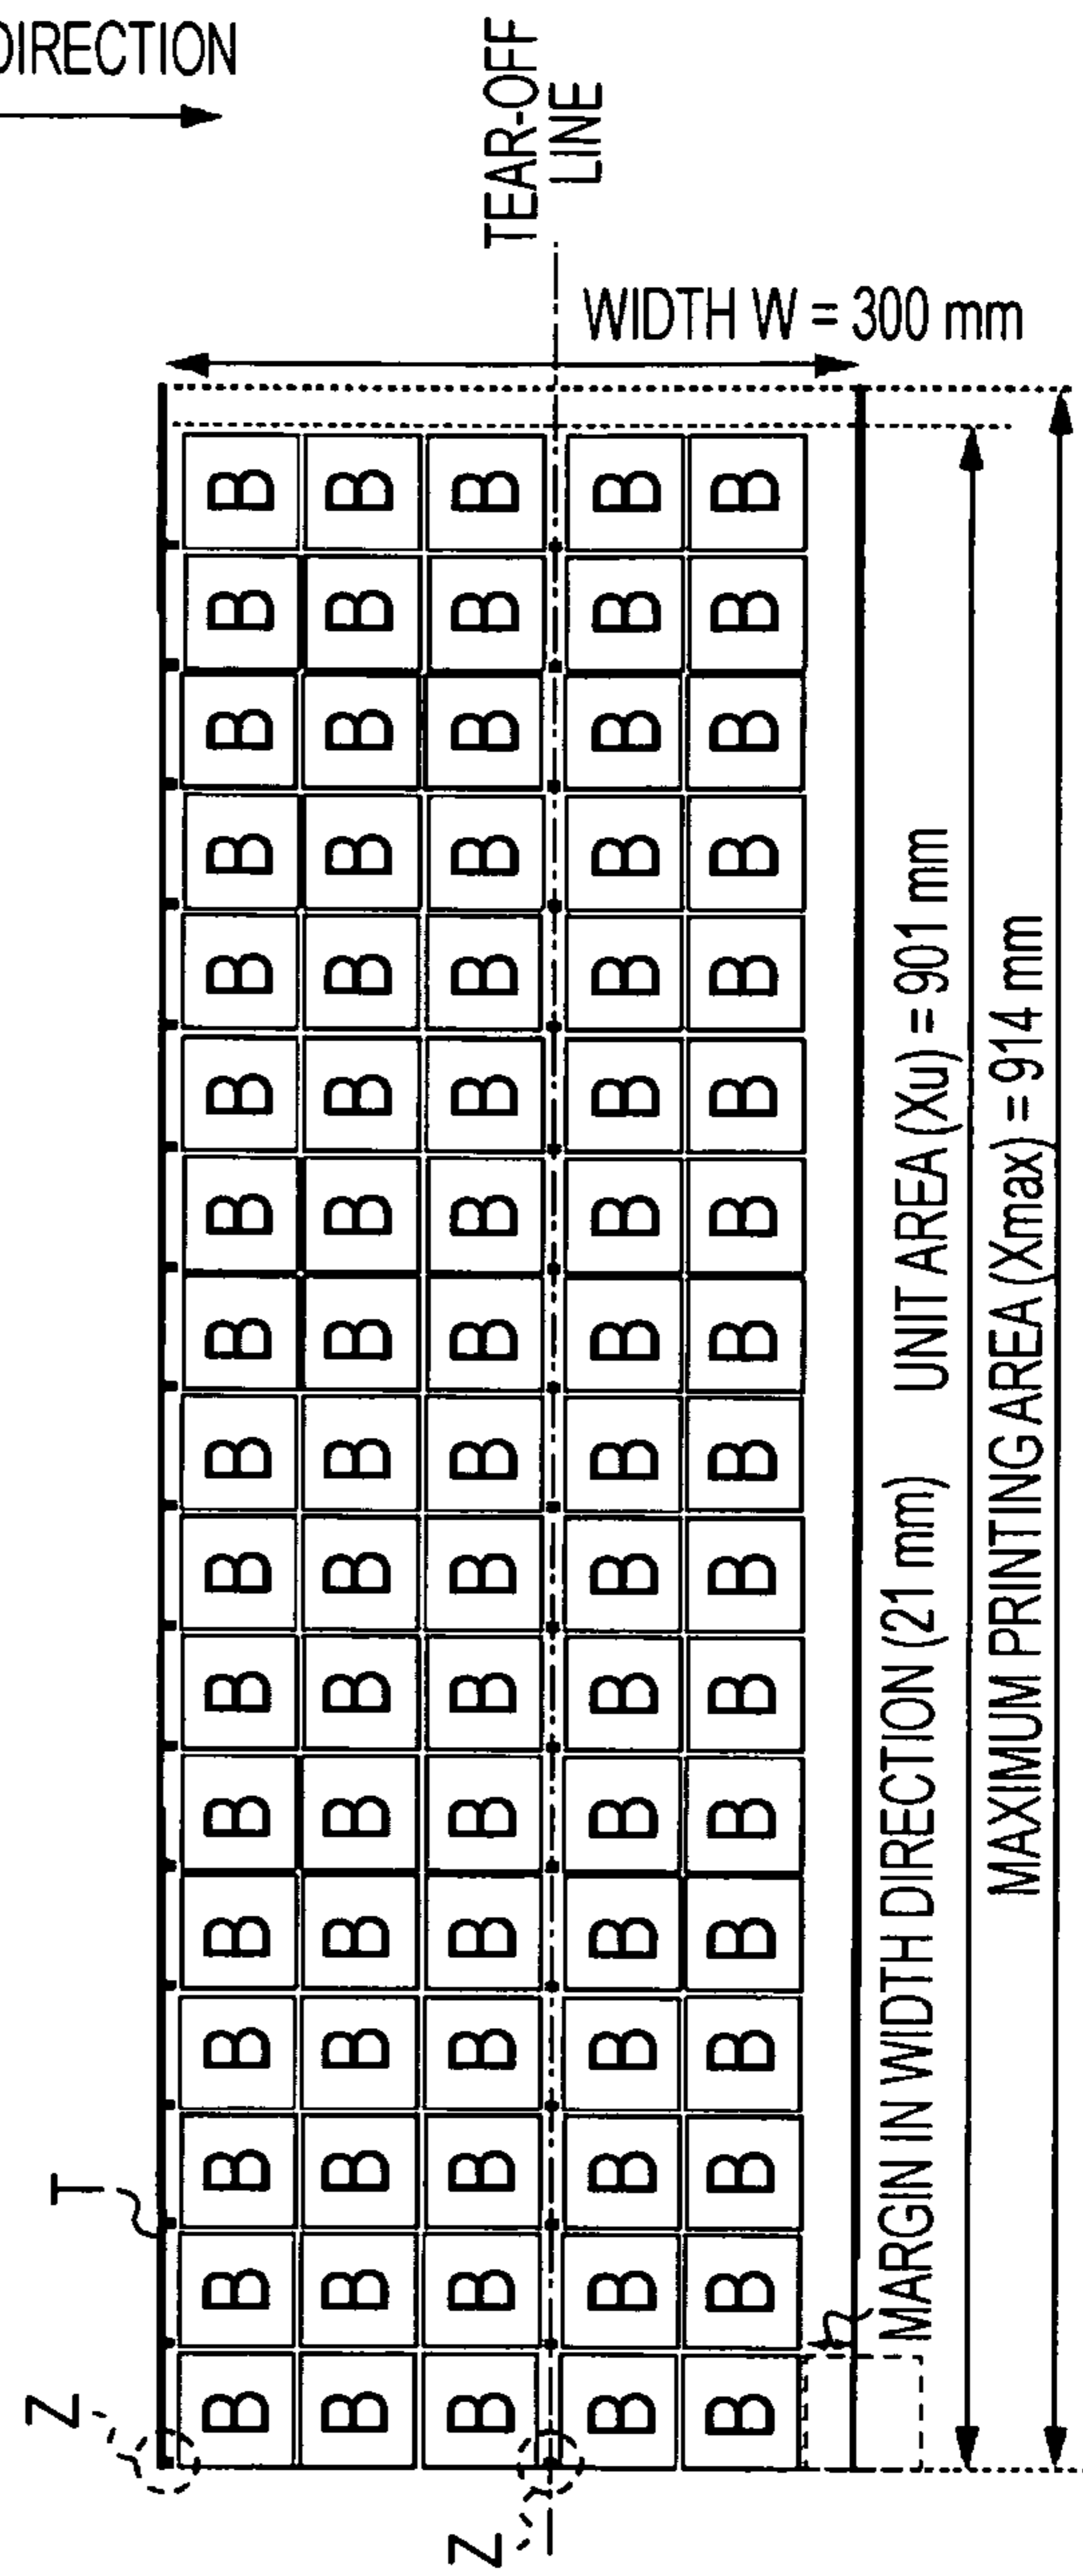 DIRECTION
TEAR-OFF
LINE
WIDTH W = 300 mm
Z
T
B B B B B B B B B B B B B B B B B
B B B B B B B B B B B B B B B B B
B B B B B B B B B B B B B B B B B
Z
B B B B B B B B B B B B B B B B B
B B B B B B B B B B B B B B B B B
MARGIN IN WIDTH DIRECTION (21 mm)
UNIT AREA (Xu) = 901 mm
MAXIMUM PRINTING AREA (Xmax) = 914 mm